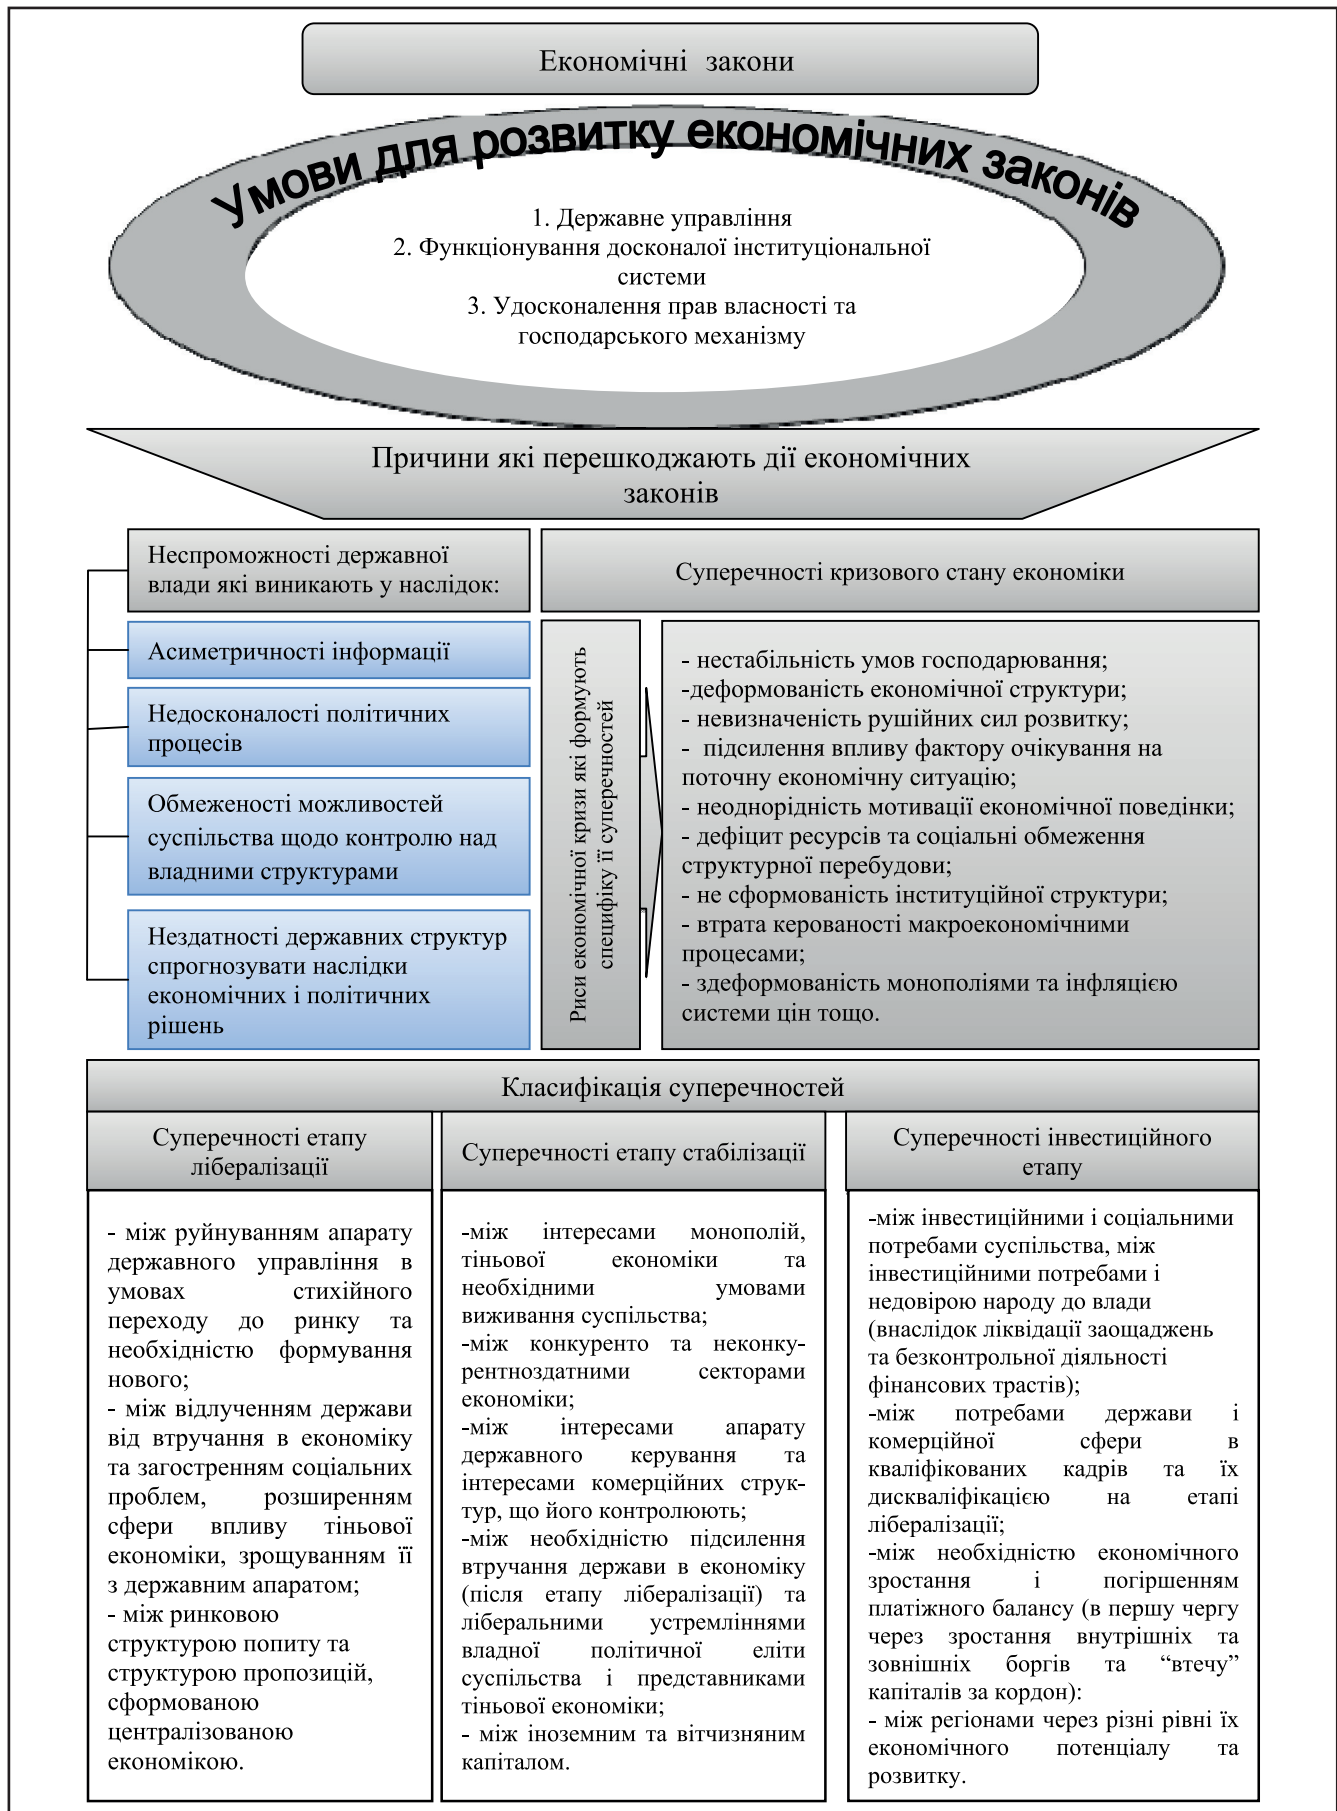 Економічні закони
Умови для розвитку економічних законів
1. Державне управління
2. Функціонування досконалої інституціональної
системи
3. Удосконалення прав власності та
господарського механізму
Причини які перешкоджають дії економічних
законів
Неспроможності державної
влади які виникають у наслідок:
Асиметричності інформації
Недосконалості політичних
процесів
Обмеженості можливостей
суспільства щодо контролю над
владними структурами
Нездатності державних структур
спрогнозувати наслідки
економічних і політичних
рішень
Суперечності кризового стану економіки
Риси економічної кризи які формують
специфіку її суперечностей
- нестабільність умов господарювання;
-деформованість економічної структури;
- невизначеність рушійних сил розвитку;
- підсилення впливу фактору очікування на
поточну економічну ситуацію;
- неоднорідність мотивації економічної поведінки;
- дефіцит ресурсів та соціальні обмеження
структурної перебудови;
- не сформованість інституційної структури;
- втрата керованості макроекономічними
процесами;
- здеформованість монополіями та інфляцією
системи цін тощо.
Класифікація суперечностей
Суперечності етапу
лібералізації
- між руйнуванням апарату
державного управління в
умовах стихійного
переходу до ринку та
необхідністю формування
нового;
- між відлученням держави
від втручання в економіку
та загостренням соціальних
проблем, розширенням
сфери впливу тіньової
економіки, зрощуванням її
з державним апаратом;
- між ринковою
структурою попиту та
структурою пропозицій,
сформованою
централізованою
економікою.
Суперечності етапу стабілізації
-між інтересами монополій,
тіньової економіки та
необхідними умовами
виживання суспільства;
-між конкуренто та неконку-
рентноздатними секторами
економіки;
-між інтересами апарату
державного керування та
інтересами комерційних струк-
тур, що його контролюють;
-між необхідністю підсилення
втручання держави в економіку
(після етапу лібералізації) та
ліберальними устремліннями
владної політичної еліти
суспільства і представниками
тіньової економіки;
- між іноземним та вітчизняним
капіталом.
Суперечності інвестиційного
етапу
-між інвестиційними і соціальними
потребами суспільства, між
інвестиційними потребами і
недовірою народу до влади
(внаслідок ліквідації заощаджень
та безконтрольної діяльності
фінансових трастів);
-між потребами держави і
комерційної сфери в
кваліфікованих кадрів та їх
дискваліфікацією на етапі
лібералізації;
-між необхідністю економічного
зростання і погіршенням
платіжного балансу (в першу чергу
через зростання внутрішніх та
зовнішніх боргів та “втечу”
капіталів за кордон):
- між регіонами через різні рівні їх
економічного потенціалу та
розвитку.